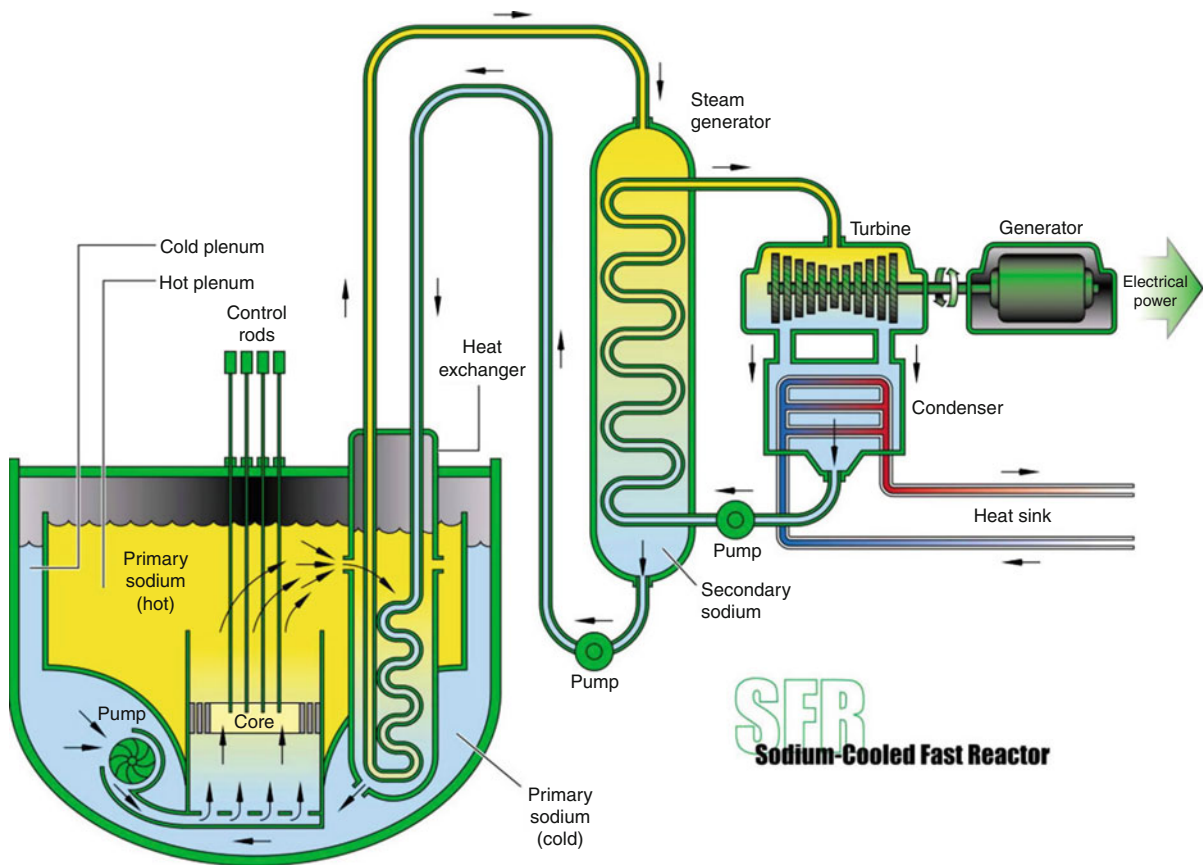 Steam
generator
Cold plenum
Hot plenum
Control
rods
Heat
exchanger
Turbine
Generator
Electrical
power
Condenser
Heat sink
Pump
Secondary
sodium
Primary
sodium
(hot)
Pump
Core
Pump
Primary
sodium
(cold)
SFR
Sodium-Cooled Fast Reactor